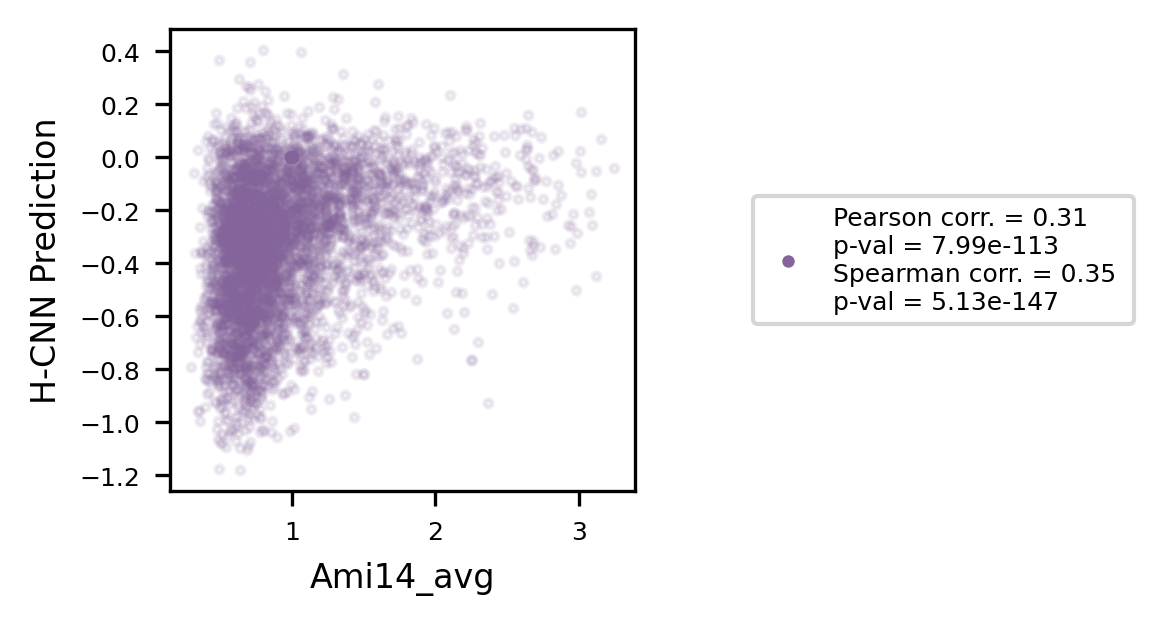 0.4
0.2
0.0
−0.2
−0.4
−0.6
−0.8
−1.0
−1.2
H-CNN Prediction
1
2
3
Ami14_avg
Pearson corr. = 0.31
p-val = 7.99e-113
Spearman corr. = 0.35
p-val = 5.13e-147